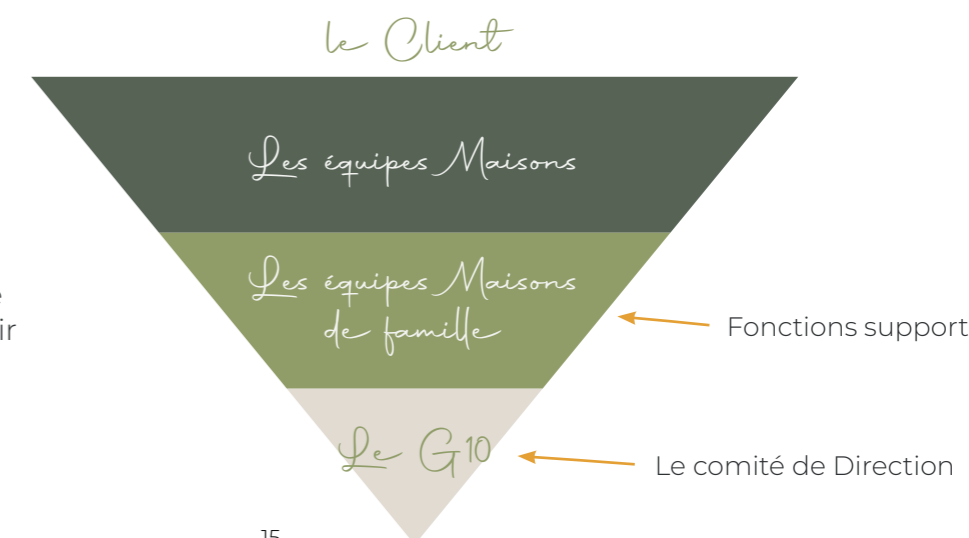 le Client
Les équipes Maisons
Les équipes Maisons
de famille
ir
Fonctions support
Le G10
Le comité de Direction
15